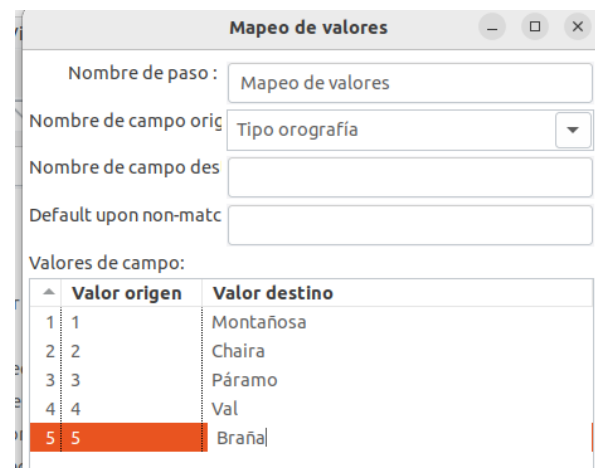 Mapeo de valores
Nombre de paso : Mapeo de valores
Nombre de campo orig Tipo orografía
Nombre de campo des
Default upon non-matc
Valores de campo:
Valor origen Valor destino
1 1 Montañosa
2 2 Chaira
3 3 Páramo
4 4 Val
5 5 Braña